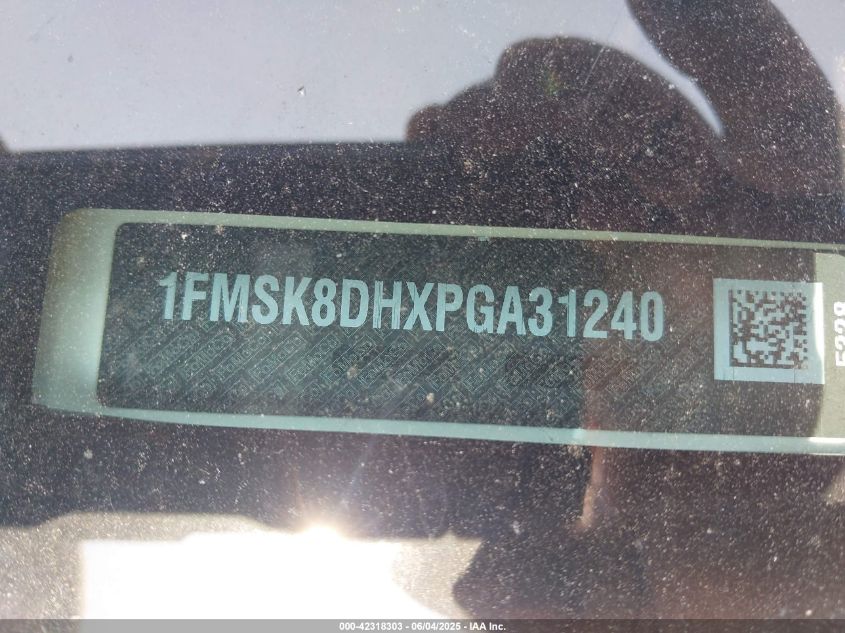 1FMSK8DHXPGA31240
000-42318303 - 06/04/2025 - IAA Inc.